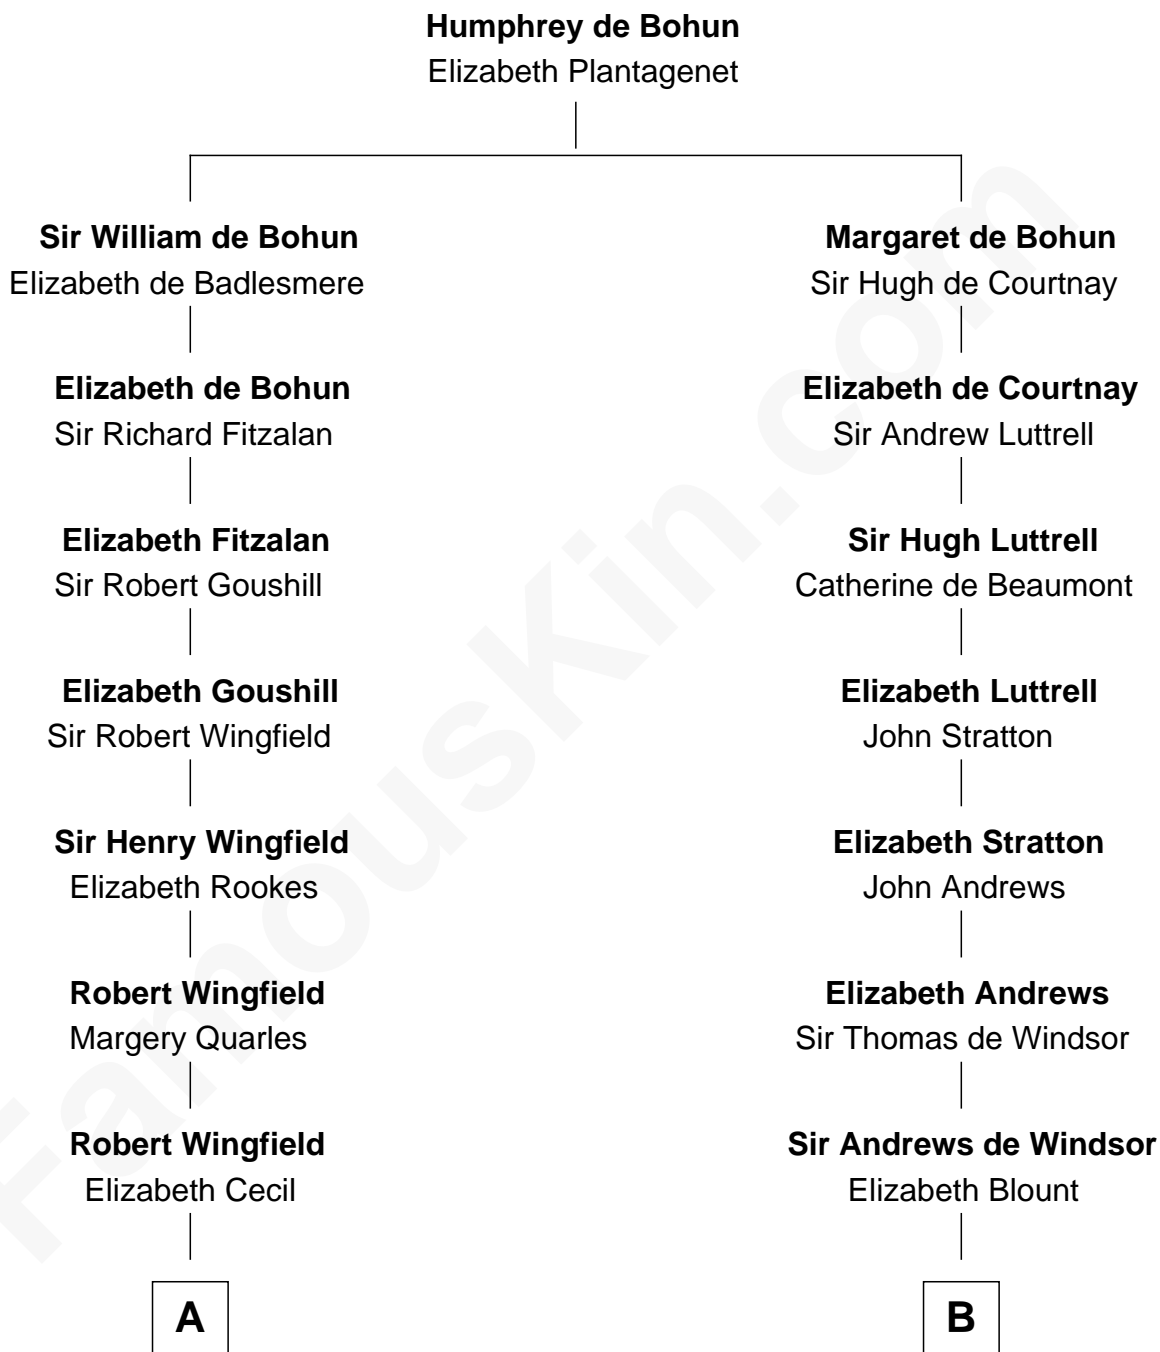 Humphrey de Bohun
Elizabeth Plantagenet
Sir William de Bohun
Elizabeth de Badlesmere
Margaret de Bohun
Sir Hugh de Courtnay
Elizabeth de Bohun
Sir Richard Fitzalan
Elizabeth de Courtnay
Sir Andrew Luttrell
Elizabeth Fitzalan
Sir Robert Goushill
Sir Hugh Luttrell
Catherine de Beaumont
Elizabeth Goushill
Sir Robert Wingfield
Elizabeth Luttrell
John Stratton
Sir Henry Wingfield
Elizabeth Rookes
Elizabeth Stratton
John Andrews
Robert Wingfield
Margery Quarles
Elizabeth Andrews
Sir Thomas de Windsor
Robert Wingfield
Elizabeth Cecil
Sir Andrews de Windsor
Elizabeth Blount
A
B
FamousKin.com